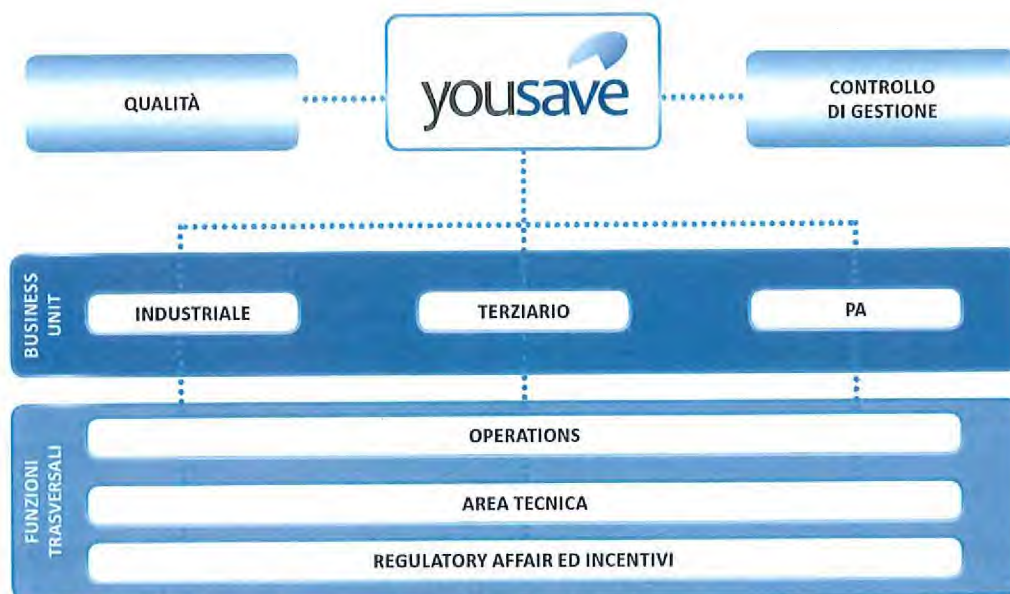 QUALITÀ
yousave
CONTROLLO
DI GESTIONE
BUSINESS
UNIT
INDUSTRIALE
TERZIARIO
PA
FUNZIONI
TRASVERSALI
OPERATIONS
AREA TECNICA
REGULATORY AFFAIR ED INCENTIVI